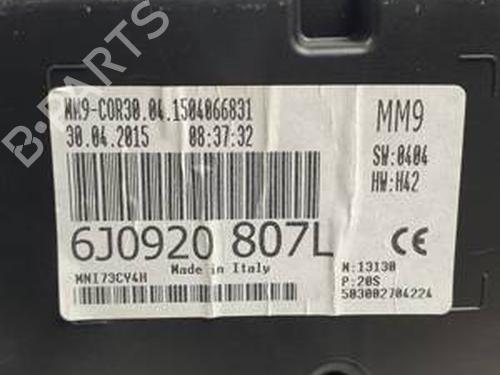 MM9-COR30.04.1504066831
30.04.2015 08:37:32
MM9
SW:0404
HW:H42
6J0920 807L
CE
Made in Italy
MNI73CY4H
M:13130
P:20S
503002704224
B-PARTS